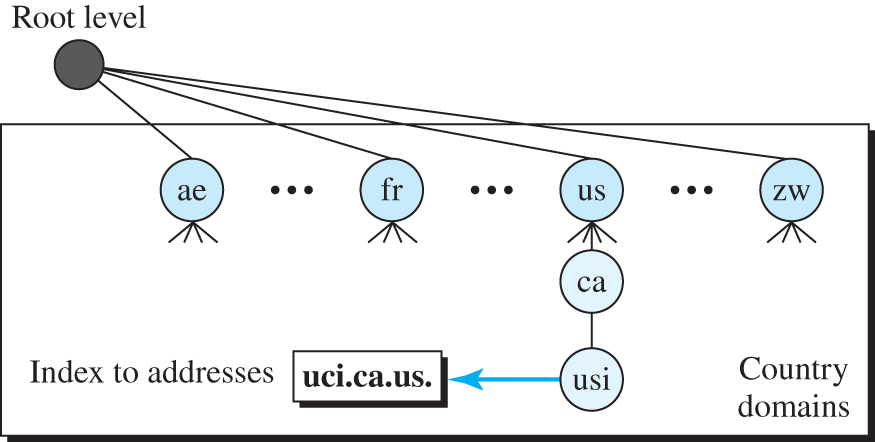 Root level
ae ••• fr ••• us ••• zw
ca
Index to addresses uci.ca.us. usi
Country
domains